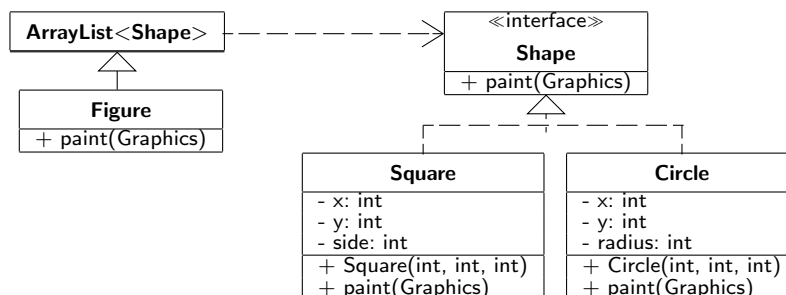 ArrayList<Shape>
≪interface≫
Shape
+ paint(Graphics)
Figure
+ paint(Graphics)
Square
- x: int
- y: int
- side: int
+ Square(int, int, int)
+ paint(Graphics)
Circle
- x: int
- y: int
- radius: int
+ Circle(int, int, int)
+ paint(Graphics)